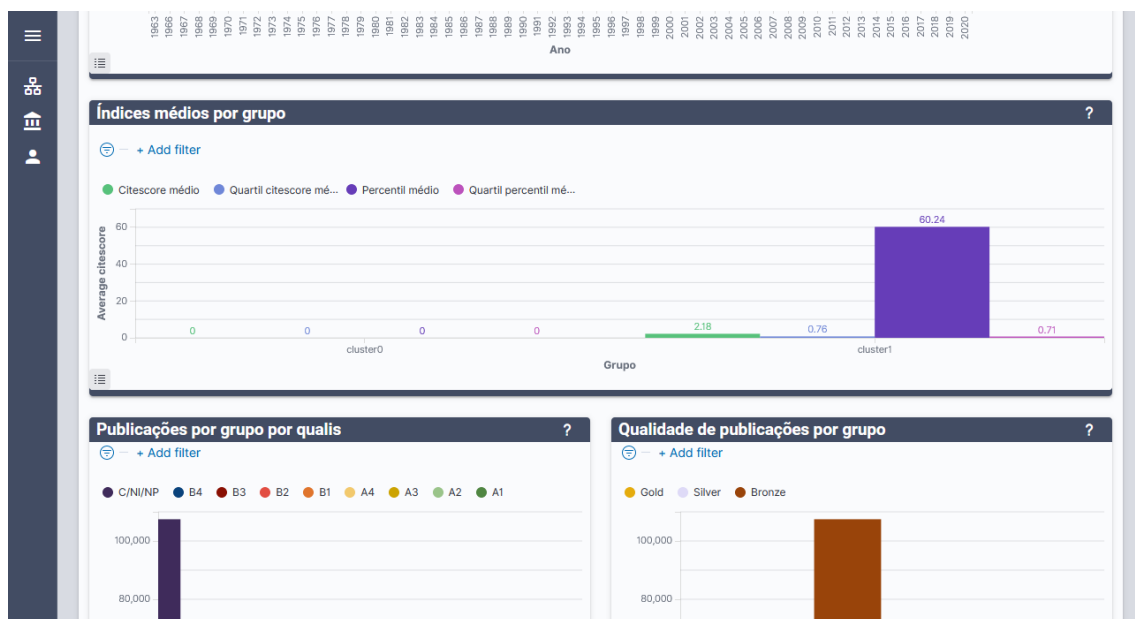 1963 1966 1967 1968 1969 1970 1971 1972 1973 1974 1975 1976 1977 1978 1979 1980 1981 1982 1983 1984 1985 1986 1987 1988 1989 1990 1991 1992 1993 1994 1995 1996 1997 1998 1999 2000 2001 2002 2003 2004 2005 2006 2007 2008 2009 2010 2011 2012 2013 2014 2015 2016 2017 2018 2019 2020
Ano
Índices médios por grupo ?
+ Add filter
Citescore médio Quartil citescore mé... Percentil médio Quartil percentil mé...
Average citescore
60
40
20
0
0 0 0 0 2.18 0.76 60.24 0.71
cluster0 cluster1
Grupo
Publicações por grupo por qualis ?
+ Add filter
C/NI/NP B4 B3 B2 B1 A4 A3 A2 A1
100,000
80,000
Qualidade de publicações por grupo ?
+ Add filter
Gold Silver Bronze
100,000
80,000